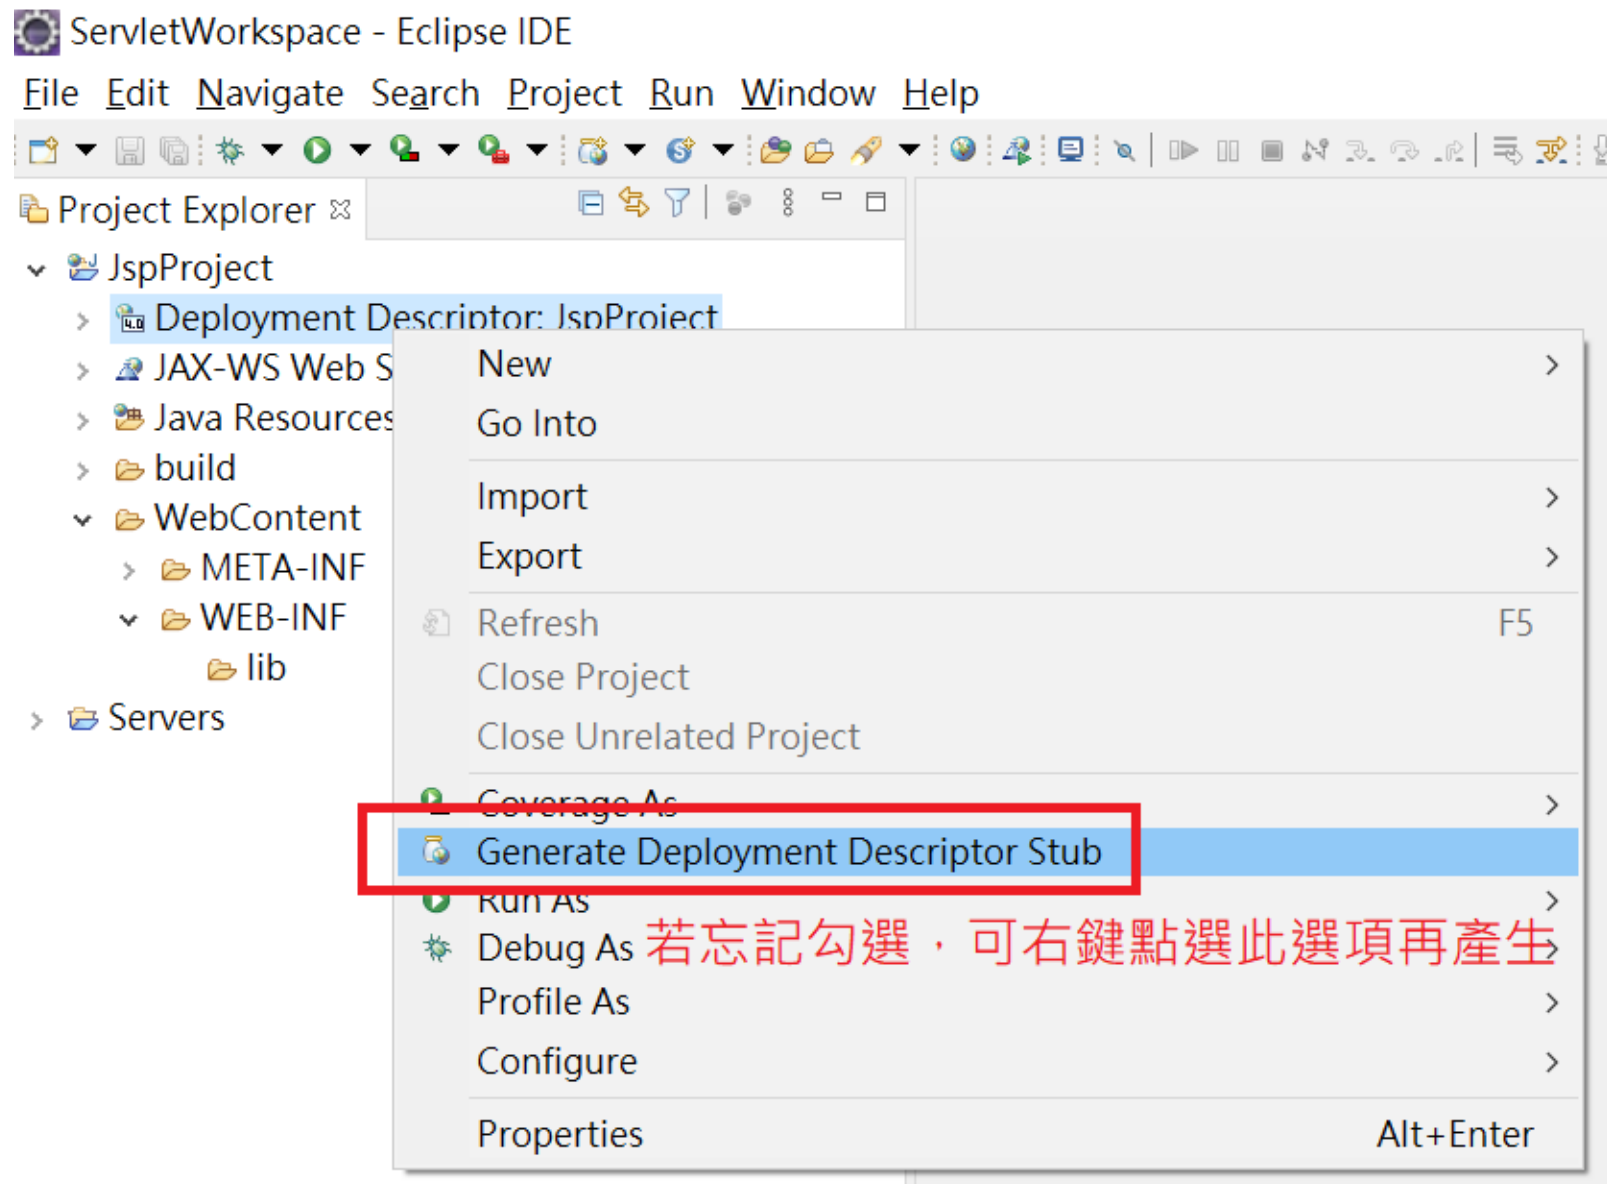 ServletWorkspace - Eclipse IDE
File Edit Navigate Search Project Run Window Help
Project Explorer
JspProject
Deployment Descriptor: JspProject
JAX-WS Web S
Java Resources
build
WebContent
META-INF
WEB-INF
lib
Servers
New
Go Into
Import
Export
Refresh F5
Close Project
Close Unrelated Project
Coverage As
Generate Deployment Descriptor Stub
Run As
Debug As
若忘記勾選，可右鍵點選此選項再產生
Profile As
Configure
Properties Alt+Enter